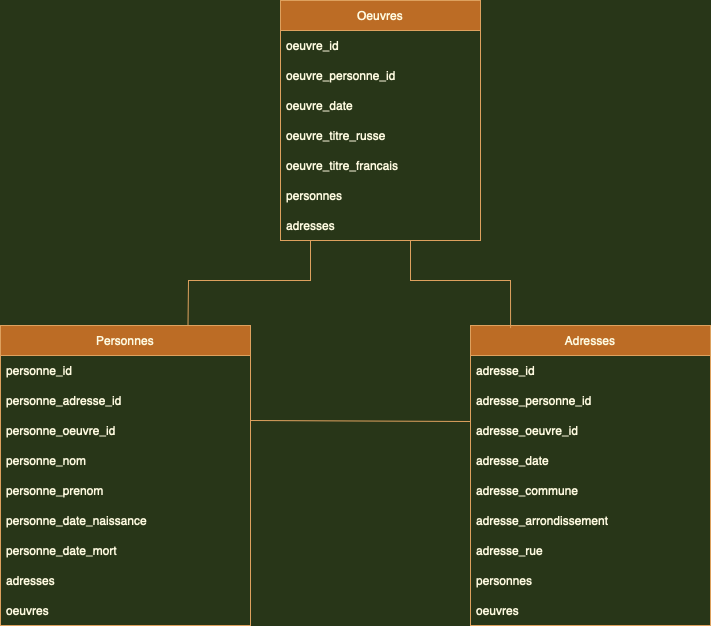 Oeuvres
oeuvre_id
oeuvre_personne_id
oeuvre_date
oeuvre_titre_russe
oeuvre_titre_francais
personnes
adresses
Personnes
personne_id
personne_adresse_id
personne_oeuvre_id
personne_nom
personne_prenom
personne_date_naissance
personne_date_mort
adresses
oeuvres
Adresses
adresse_id
adresse_personne_id
adresse_oeuvre_id
adresse_date
adresse_commune
adresse_arrondissement
adresse_rue
personnes
oeuvres